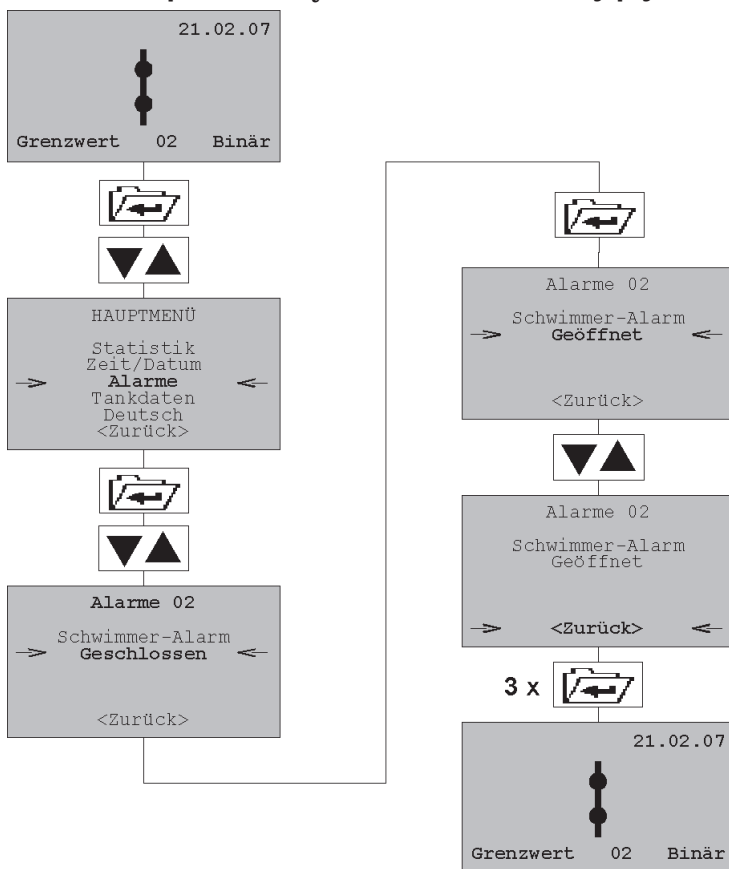 21.02.07
Grenzwert 02 Binär
HAUPTMENÜ
Statistik
Zeit/Datum
Alarme
Tankdaten
Deutsch
<Zurück>
Alarme 02
Schwimmer-Alarm
Geschlossen
<Zurück>
Alarme 02
Schwimmer-Alarm
Geöffnet
<Zurück>
Alarme 02
Schwimmer-Alarm
Geöffnet
<Zurück>
3 x
21.02.07
Grenzwert 02 Binär